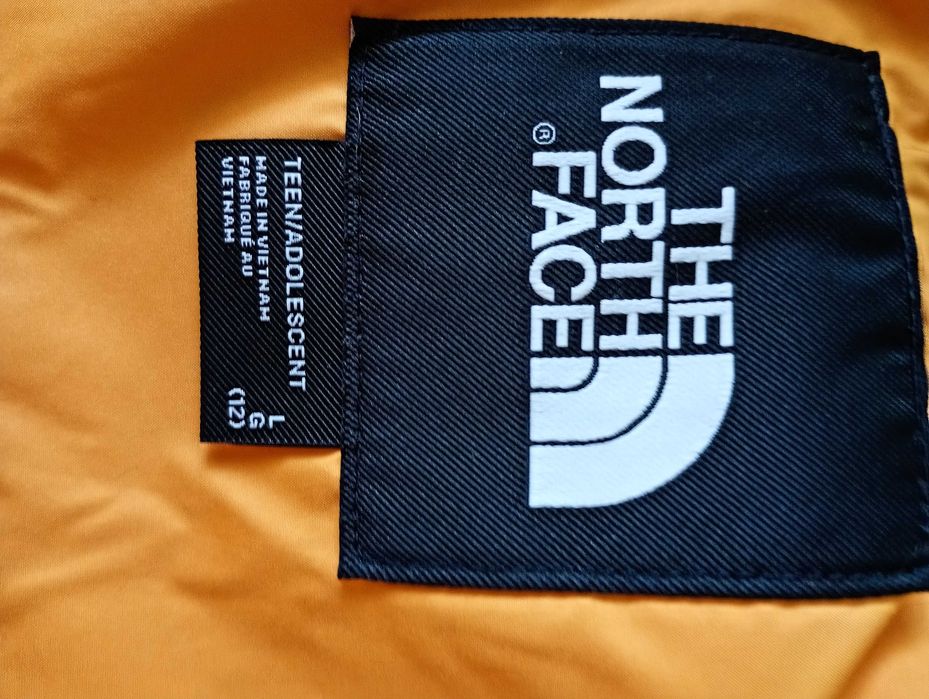 THE
NORTH
FACE®
TEEN/ADOLESCENT
MADE IN VIETNAM
FABRIQUÉ AU
VIETNAM
L
G
(12)